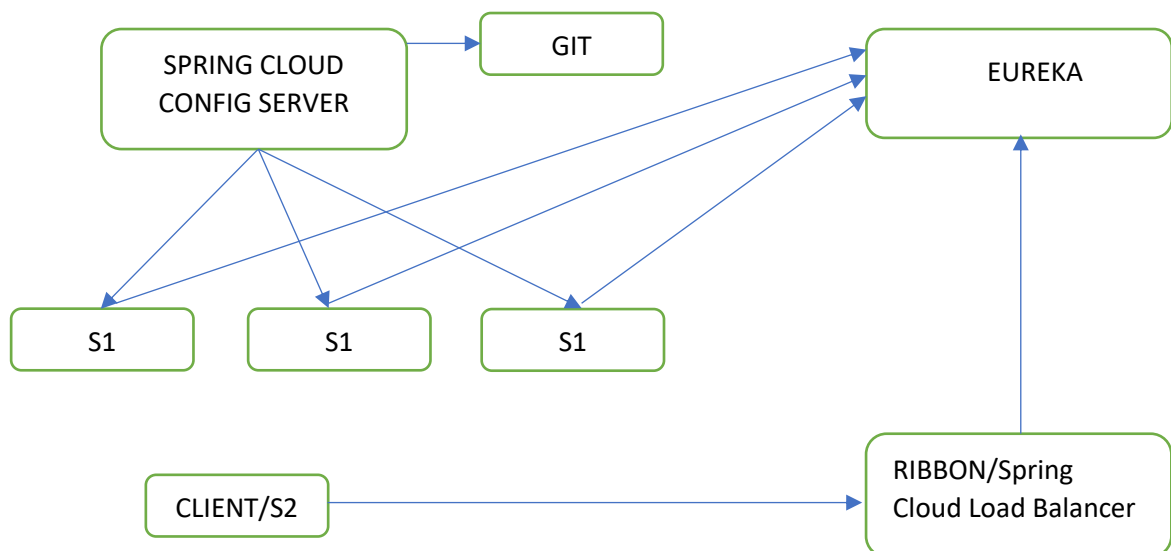 SPRING CLOUD
CONFIG SERVER
GIT
EUREKA
S1
S1
S1
CLIENT/S2
RIBBON/Spring
Cloud Load Balancer